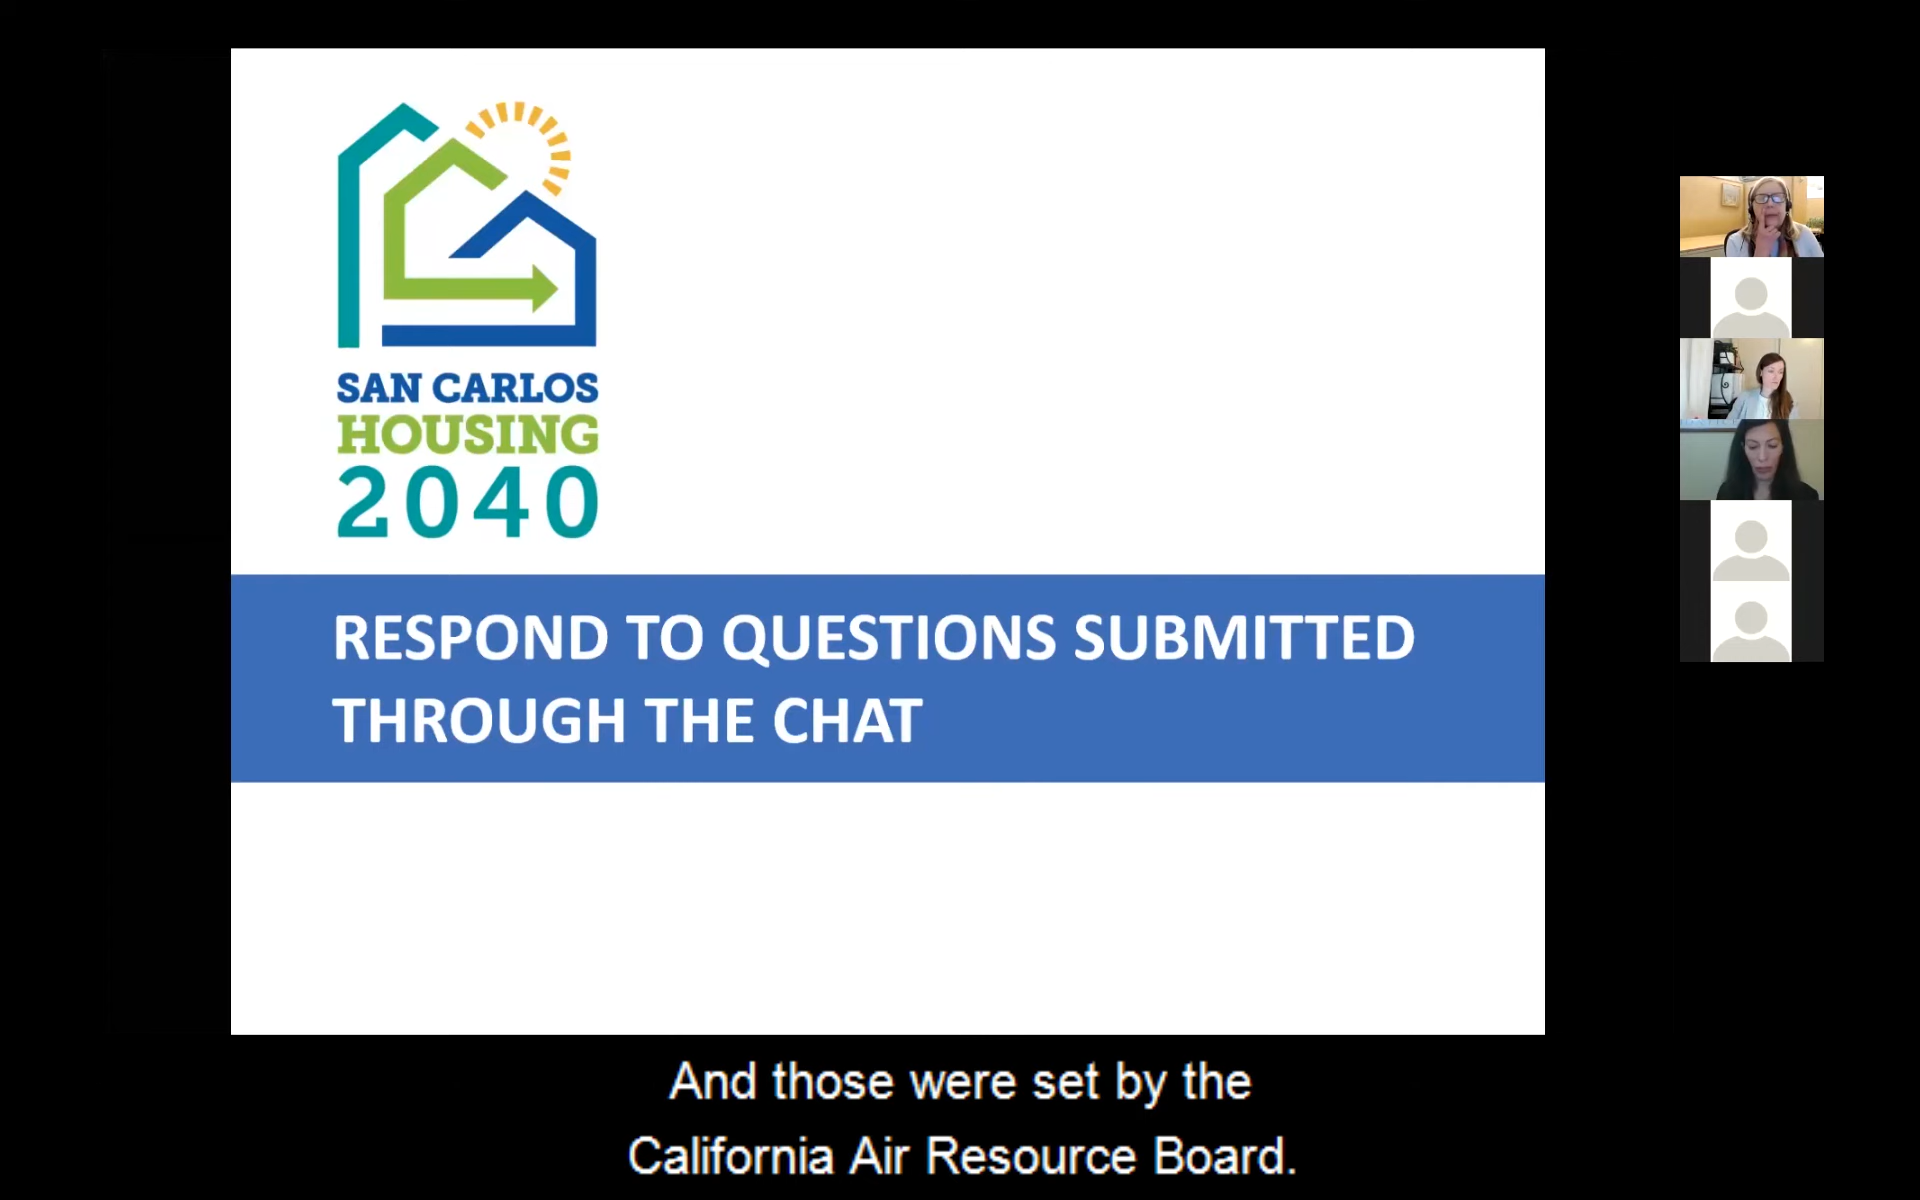 SAN CARLOS
HOUSING
2040
RESPOND TO QUESTIONS SUBMITTED
THROUGH THE CHAT
And those were set by the
California Air Resource Board.